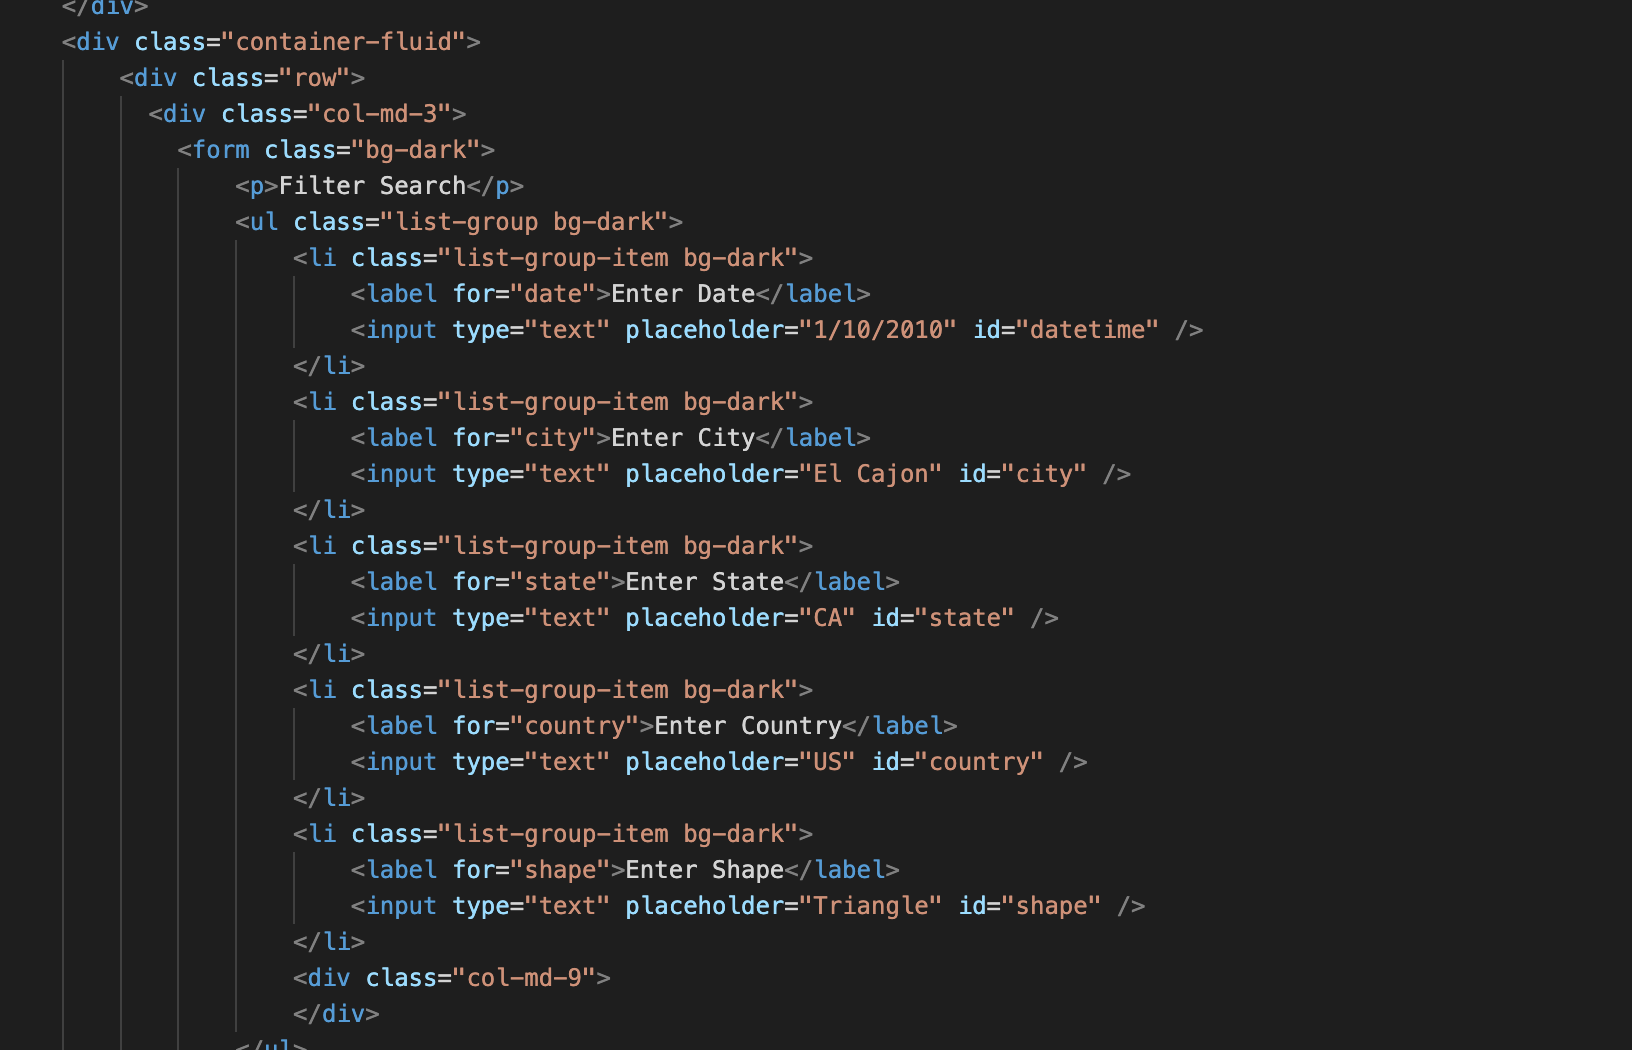 </div>
<div class="container-fluid">
<div class="row">
<div class="col-md-3">
<form class="bg-dark">
<p>Filter Search</p>
<ul class="list-group bg-dark">
<li class="list-group-item bg-dark">
<label for="date">Enter Date</label>
<input type="text" placeholder="1/10/2010" id="datetime" />
</li>
<li class="list-group-item bg-dark">
<label for="city">Enter City</label>
<input type="text" placeholder="El Cajon" id="city" />
</li>
<li class="list-group-item bg-dark">
<label for="state">Enter State</label>
<input type="text" placeholder="CA" id="state" />
</li>
<li class="list-group-item bg-dark">
<label for="country">Enter Country</label>
<input type="text" placeholder="US" id="country" />
</li>
<li class="list-group-item bg-dark">
<label for="shape">Enter Shape</label>
<input type="text" placeholder="Triangle" id="shape" />
</li>
<div class="col-md-9">
</div>
</ul>